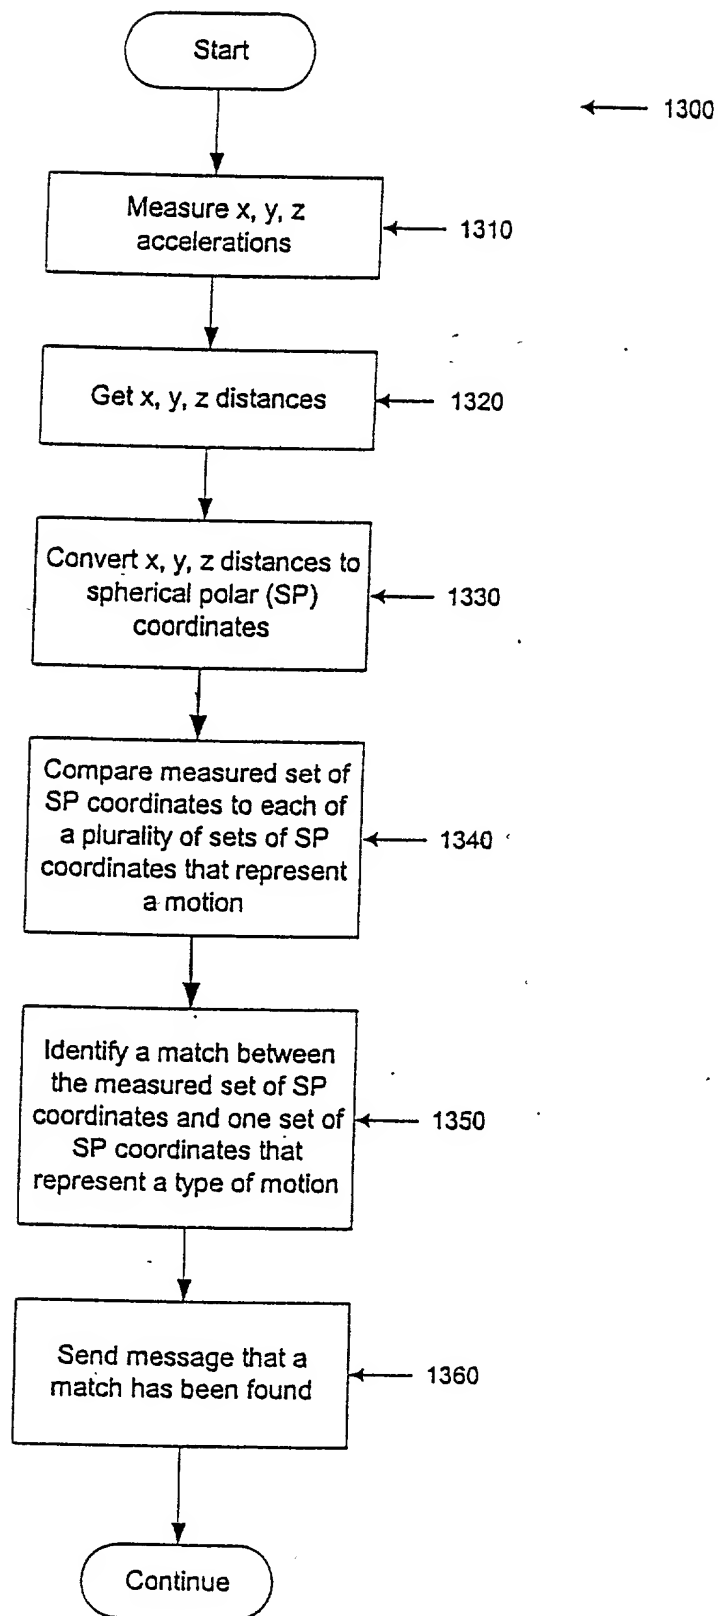 Start
1300
Measure x, y, z
accelerations
1310
Get x, y, z distances
1320
Convert x, y, z distances to
spherical polar (SP)
coordinates
1330
Compare measured set of
SP coordinates to each of
a plurality of sets of SP
coordinates that represent
a motion
1340
Identify a match between
the measured set of SP
coordinates and one set of
SP coordinates that
represent a type of motion
1350
Send message that a
match has been found
1360
Continue